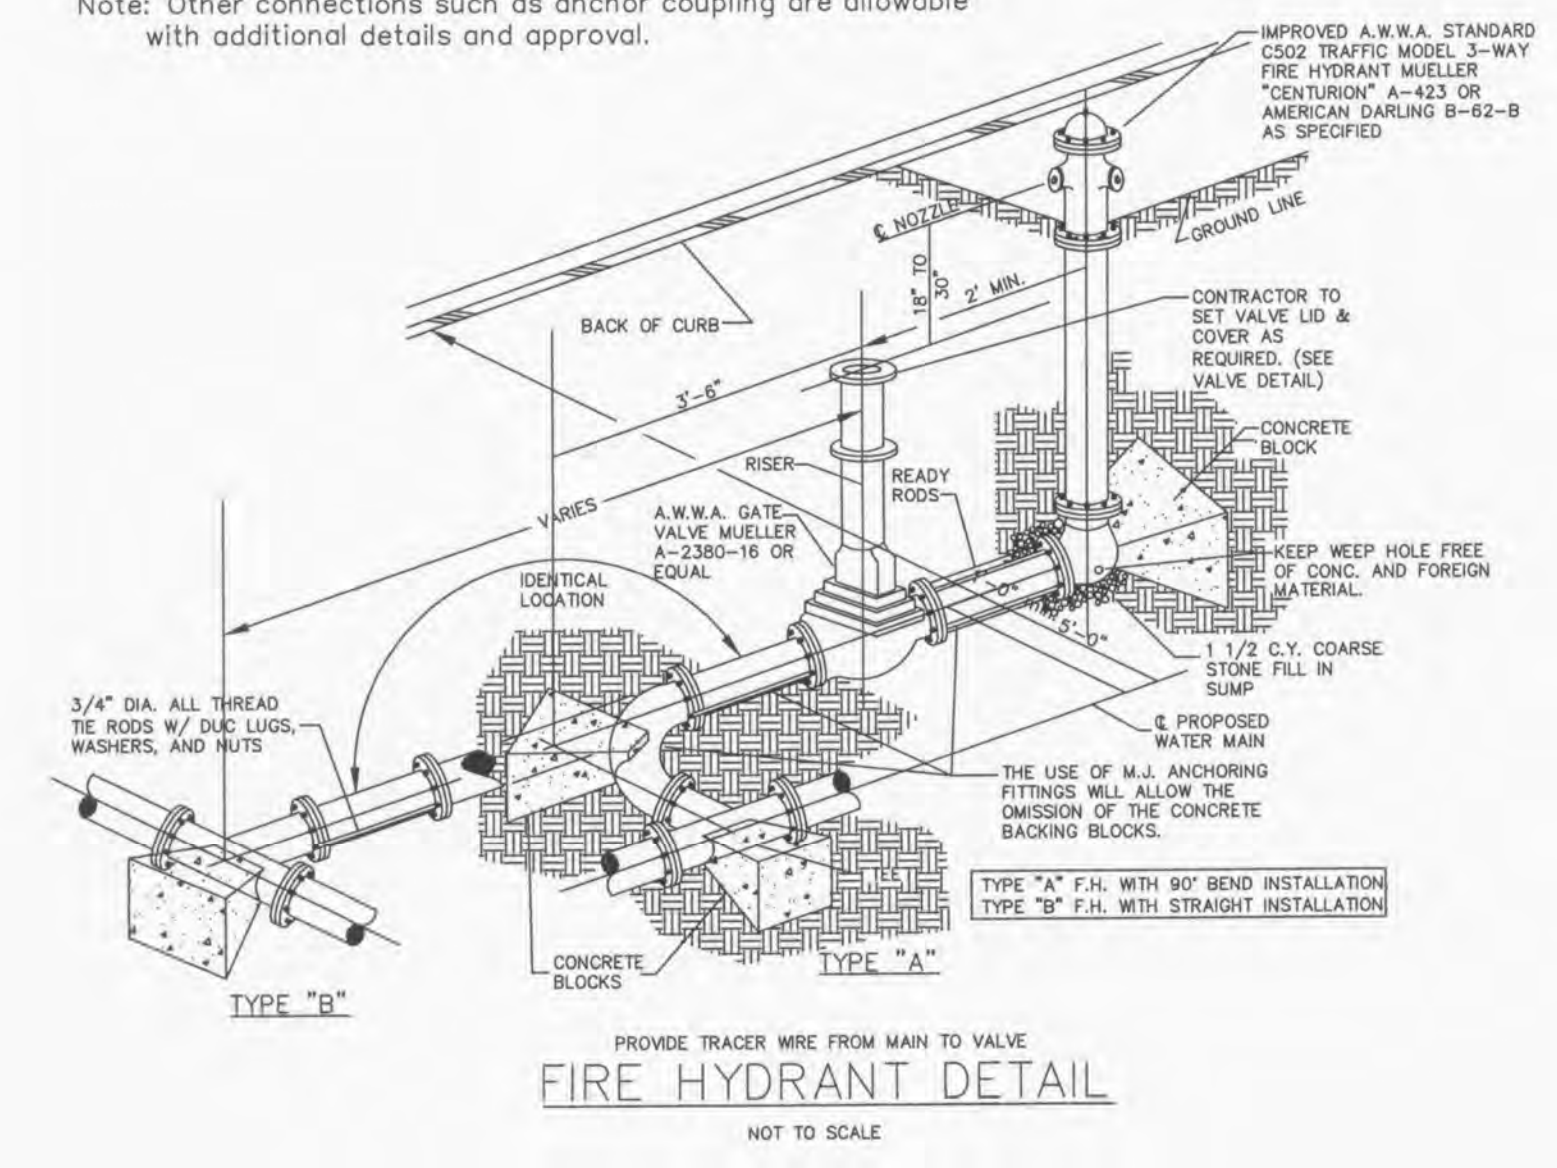 Note: Other connections such as anchor coupling are allowable
with additional details and approval.
IMPROVED A.W.W.A. STANDARD
C502 TRAFFIC MODEL 3-WAY
FIRE HYDRANT MUELLER
"CENTURION" A-423 OR
AMERICAN DARLING B-62-B
AS SPECIFIED
℄ NOZZLE
GROUND LINE
18" TO
30"
2' MIN.
BACK OF CURB
CONTRACTOR TO
SET VALVE LID &
COVER AS
REQUIRED. (SEE
VALVE DETAIL)
3'-6"
CONCRETE
BLOCK
RISER
READY
RODS
VARIES
A.W.W.A. GATE
VALVE MUELLER
A-2380-16 OR
EQUAL
KEEP WEEP HOLE FREE
OF CONC. AND FOREIGN
MATERIAL.
IDENTICAL
LOCATION
-0"
5'-0"
1 1/2 C.Y. COARSE
STONE FILL IN
SUMP
3/4" DIA. ALL THREAD
TIE RODS W/ DUC LUGS,
WASHERS, AND NUTS
℄ PROPOSED
WATER MAIN
THE USE OF M.J. ANCHORING
FITTINGS WILL ALLOW THE
OMISSION OF THE CONCRETE
BACKING BLOCKS.
TYPE "A" F.H. WITH 90° BEND INSTALLATION
TYPE "B" F.H. WITH STRAIGHT INSTALLATION
CONCRETE
BLOCKS
TYPE "A"
TYPE "B"
PROVIDE TRACER WIRE FROM MAIN TO VALVE
FIRE HYDRANT DETAIL
NOT TO SCALE